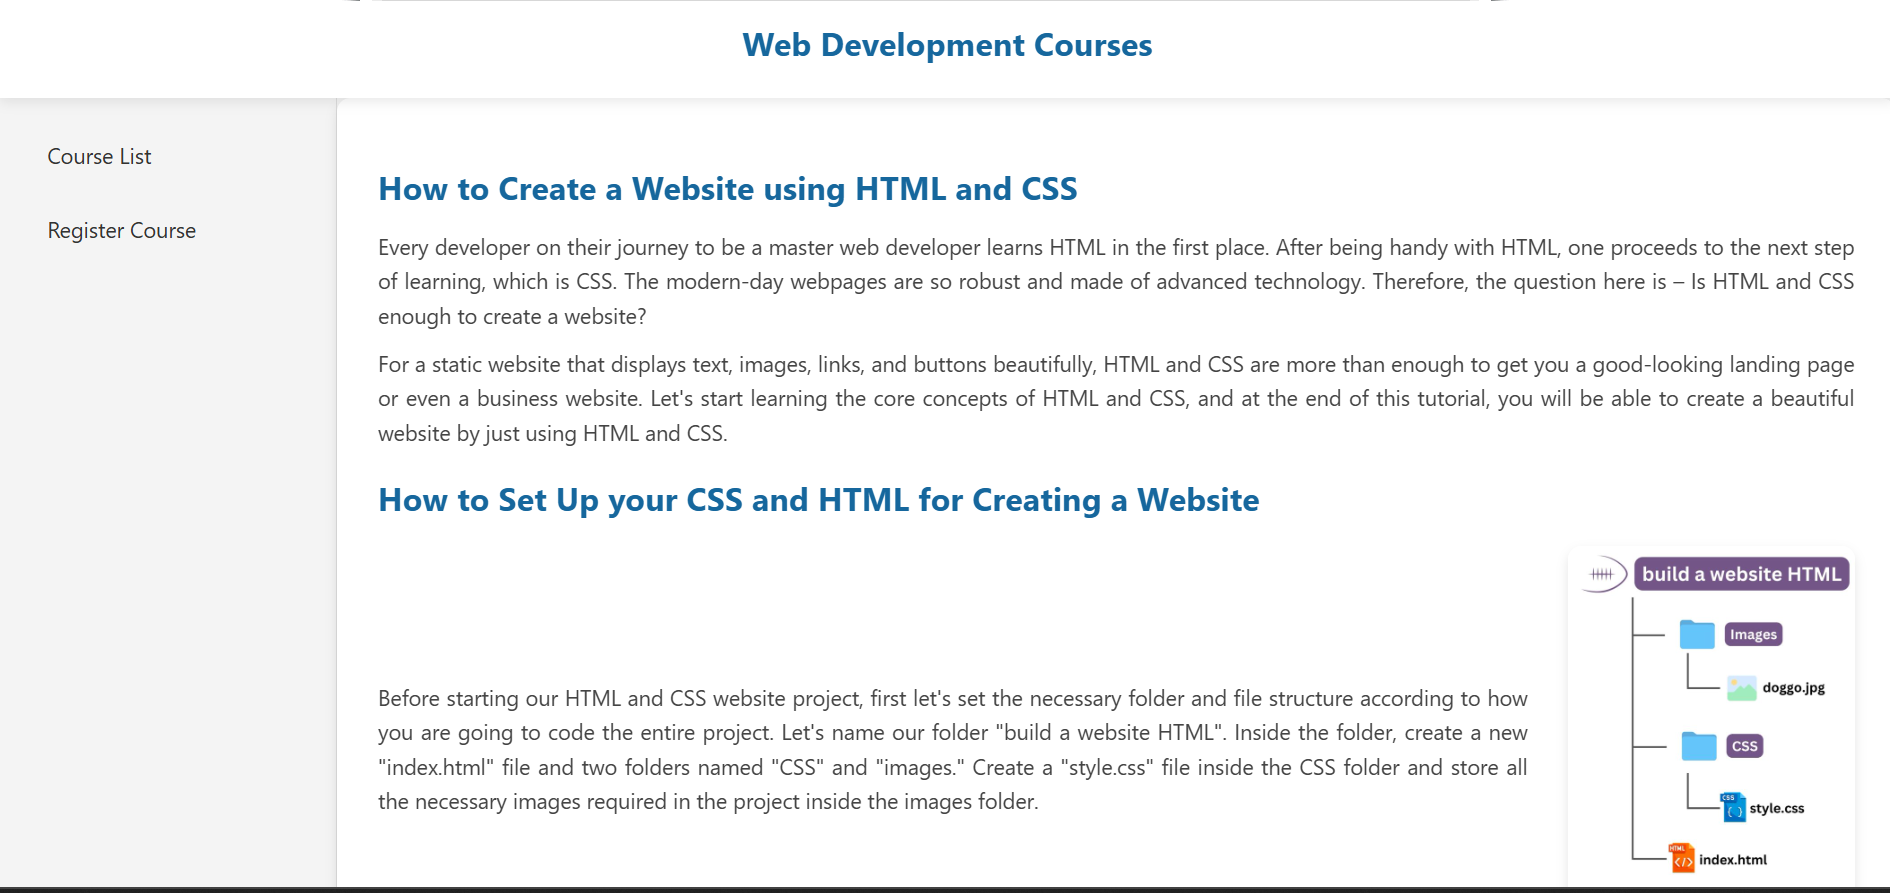 Web Development Courses
Course List
Register Course
How to Create a Website using HTML and CSS
Every developer on their journey to be a master web developer learns HTML in the first place. After being handy with HTML, one proceeds to the next step
of learning, which is CSS. The modern-day webpages are so robust and made of advanced technology. Therefore, the question here is – Is HTML and CSS
enough to create a website?
For a static website that displays text, images, links, and buttons beautifully, HTML and CSS are more than enough to get you a good-looking landing page
or even a business website. Let's start learning the core concepts of HTML and CSS, and at the end of this tutorial, you will be able to create a beautiful
website by just using HTML and CSS.
How to Set Up your CSS and HTML for Creating a Website
Before starting our HTML and CSS website project, first let's set the necessary folder and file structure according to how
you are going to code the entire project. Let's name our folder "build a website HTML". Inside the folder, create a new
"index.html" file and two folders named "CSS" and "images." Create a "style.css" file inside the CSS folder and store all
the necessary images required in the project inside the images folder.
build a website HTML
Images
doggo.jpg
CSS
CSS
style.css
HTML
index.html